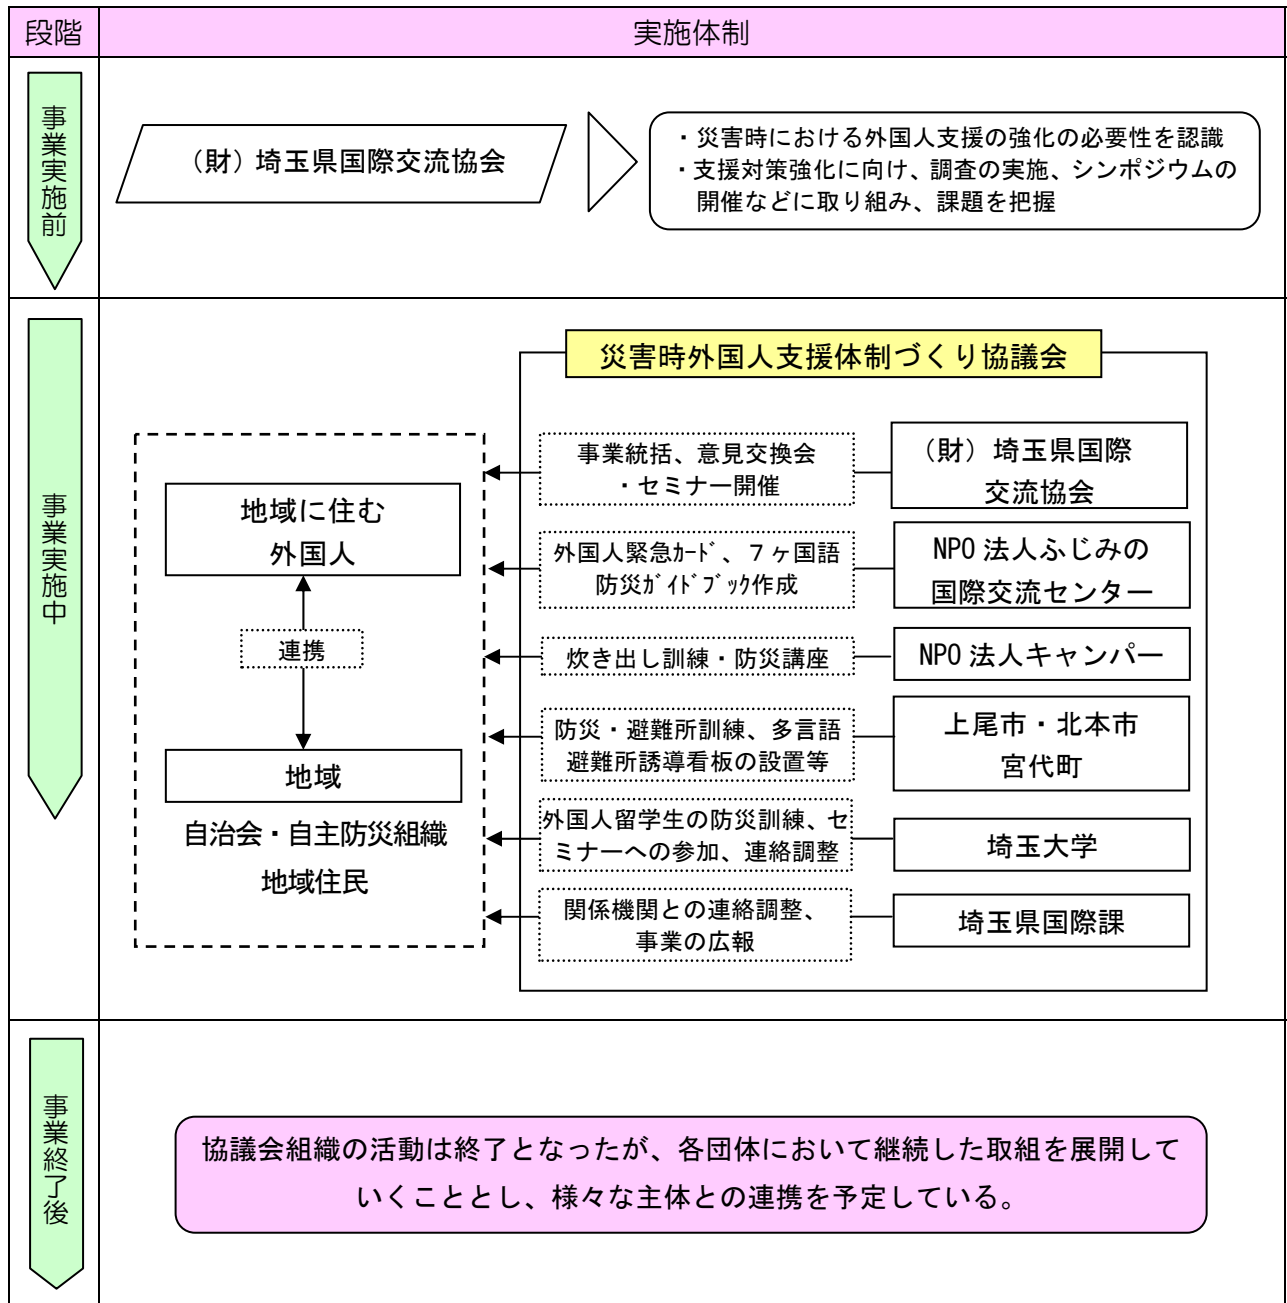 段階
実施体制
事業実施前
（財）埼玉県国際交流協会
・災害時における外国人支援の強化の必要性を認識
・支援対策強化に向け、調査の実施、シンポジウムの
開催などに取り組み、課題を把握
事業実施中
災害時外国人支援体制づくり協議会
地域に住む
外国人
連携
地域
自治会・自主防災組織
地域住民
事業統括、意見交換会
・セミナー開催
（財）埼玉県国際
交流協会
外国人緊急ｶｰﾄﾞ、７ヶ国語
防災ｶﾞｲﾄﾞﾌﾞｯｸ作成
NPO 法人ふじみの
国際交流センター
炊き出し訓練・防災講座
NPO 法人キャンパー
防災・避難所訓練、多言語
避難所誘導看板の設置等
上尾市・北本市
宮代町
外国人留学生の防災訓練、セ
ミナーへの参加、連絡調整
埼玉大学
関係機関との連絡調整、
事業の広報
埼玉県国際課
事業終了後
協議会組織の活動は終了となったが、各団体において継続した取組を展開して
いくこととし、様々な主体との連携を予定している。